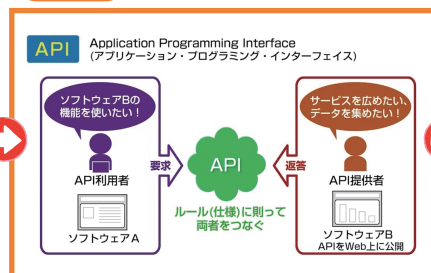 API
Application Programming Interface
(アプリケーション・プログラミング・インターフェイス)
ソフトウェアBの
機能を使いたい！
API利用者
ソフトウェアA
要求
API
ルール(仕様)に則って
両者をつなぐ
返答
サービスを広めたい、
データを集めたい！
API提供者
ソフトウェアB
APIをWeb上に公開